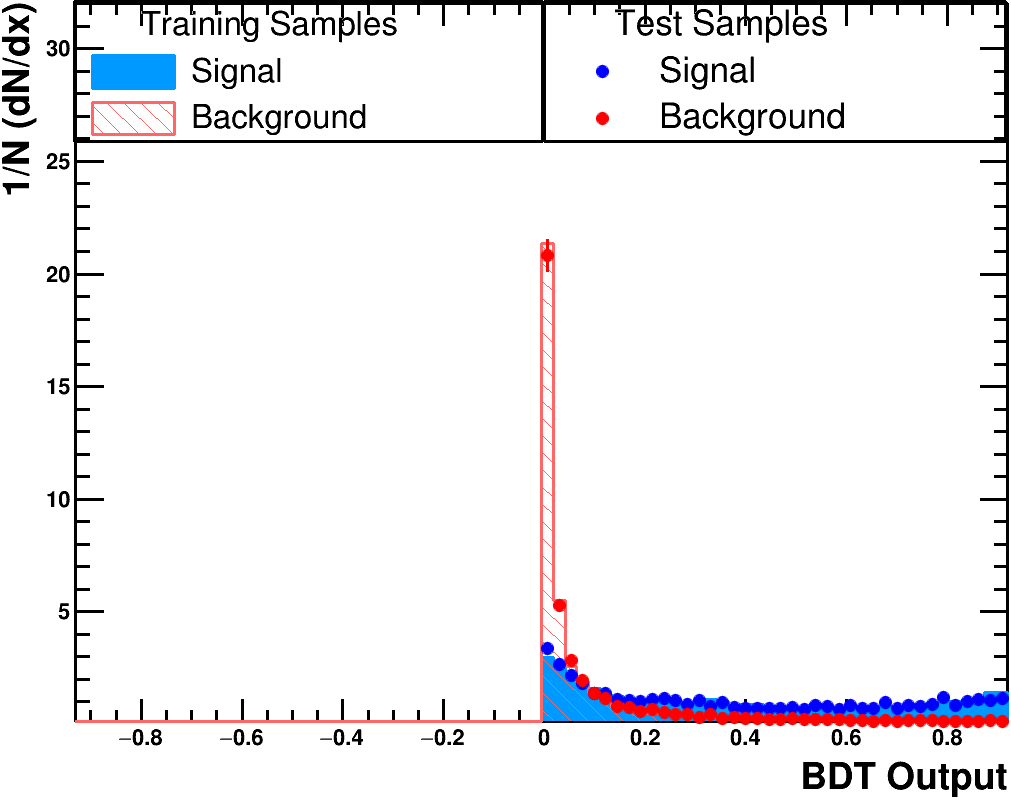 1/N (dN/dx)
Training Samples
Signal
Background
Test Samples
Signal
Background
30
25
20
15
10
5
−0.8 −0.6 −0.4 −0.2 0 0.2 0.4 0.6 0.8
BDT Output